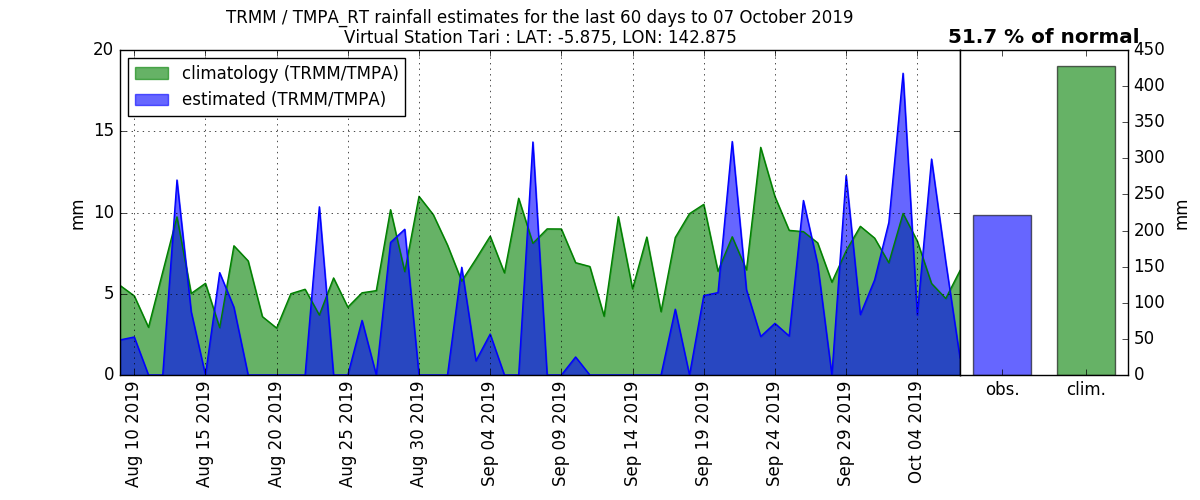 TRMM / TMPA_RT rainfall estimates for the last 60 days to 07 October 2019
Virtual Station Tari : LAT: -5.875, LON: 142.875
51.7 % of normal
climatology (TRMM/TMPA)
estimated (TRMM/TMPA)
20
15
10
5
0
mm
Aug 10 2019
Aug 15 2019
Aug 20 2019
Aug 25 2019
Aug 30 2019
Sep 04 2019
Sep 09 2019
Sep 14 2019
Sep 19 2019
Sep 24 2019
Sep 29 2019
Oct 04 2019
obs.
clim.
450
400
350
300
250
200
150
100
50
0
mm